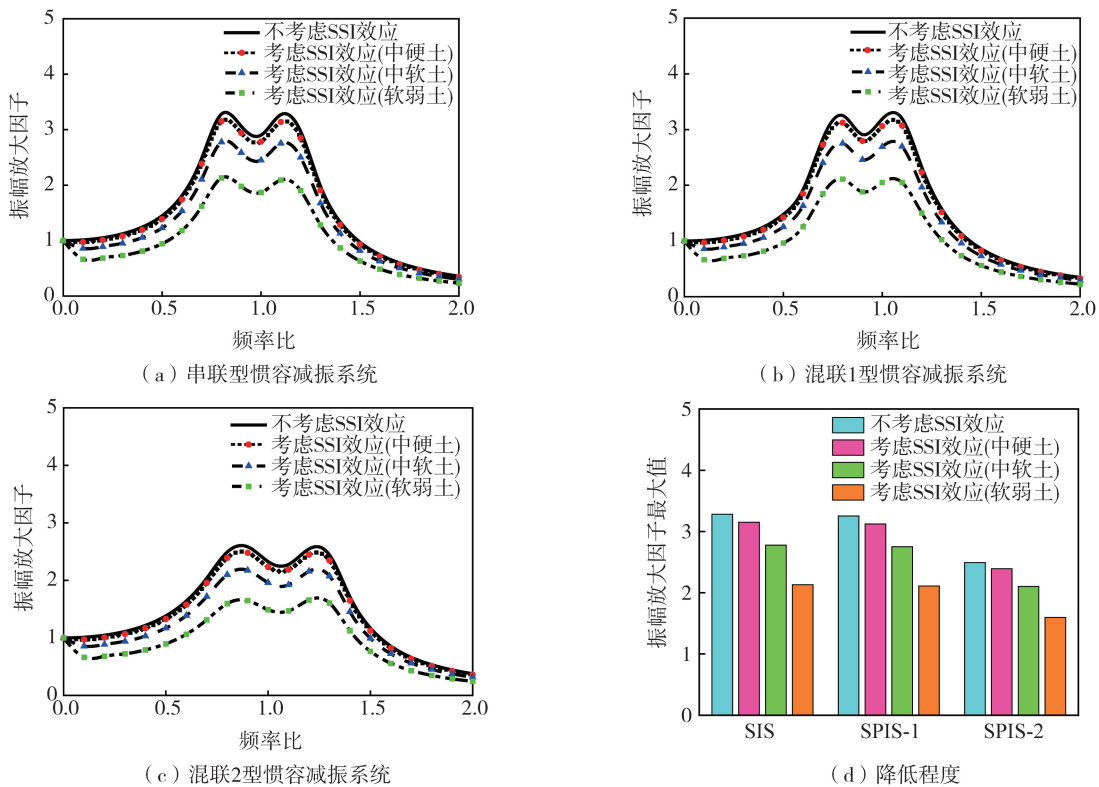 5
4
3
2
1
0
振幅放大因子
不考虑SSI效应
考虑SSI效应(中硬土)
考虑SSI效应(中软土)
考虑SSI效应(软弱土)
0.0 0.5 1.0 1.5 2.0
频率比
(a)串联型惯容减振系统
5
4
3
2
1
0
振幅放大因子
不考虑SSI效应
考虑SSI效应(中硬土)
考虑SSI效应(中软土)
考虑SSI效应(软弱土)
0.0 0.5 1.0 1.5 2.0
频率比
(b)混联1型惯容减振系统
5
4
3
2
1
0
振幅放大因子
不考虑SSI效应
考虑SSI效应(中硬土)
考虑SSI效应(中软土)
考虑SSI效应(软弱土)
0.0 0.5 1.0 1.5 2.0
频率比
(c)混联2型惯容减振系统
5
4
3
2
1
0
振幅放大因子最大值
不考虑SSI效应
考虑SSI效应(中硬土)
考虑SSI效应(中软土)
考虑SSI效应(软弱土)
SIS SPIS-1 SPIS-2
(d)降低程度